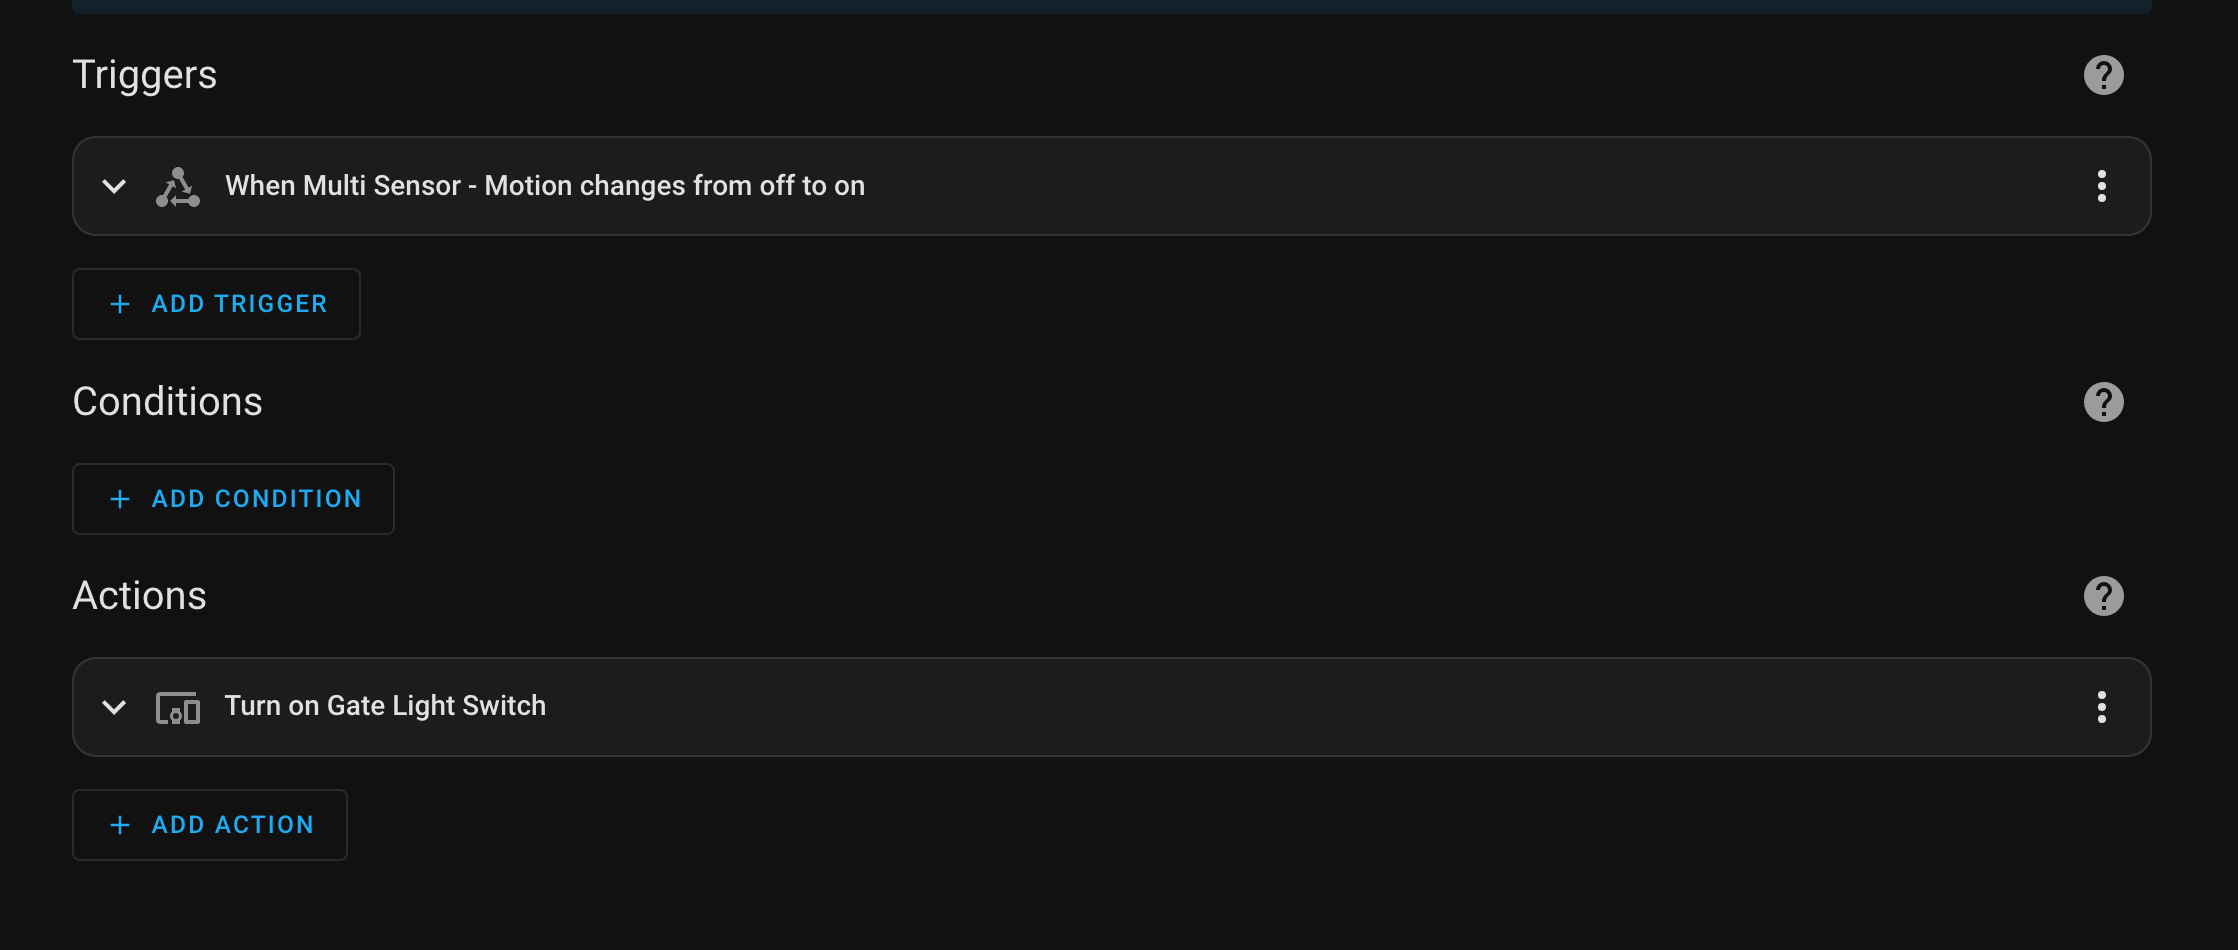 Triggers
When Multi Sensor - Motion changes from off to on
+ ADD TRIGGER
Conditions
+ ADD CONDITION
Actions
Turn on Gate Light Switch
+ ADD ACTION